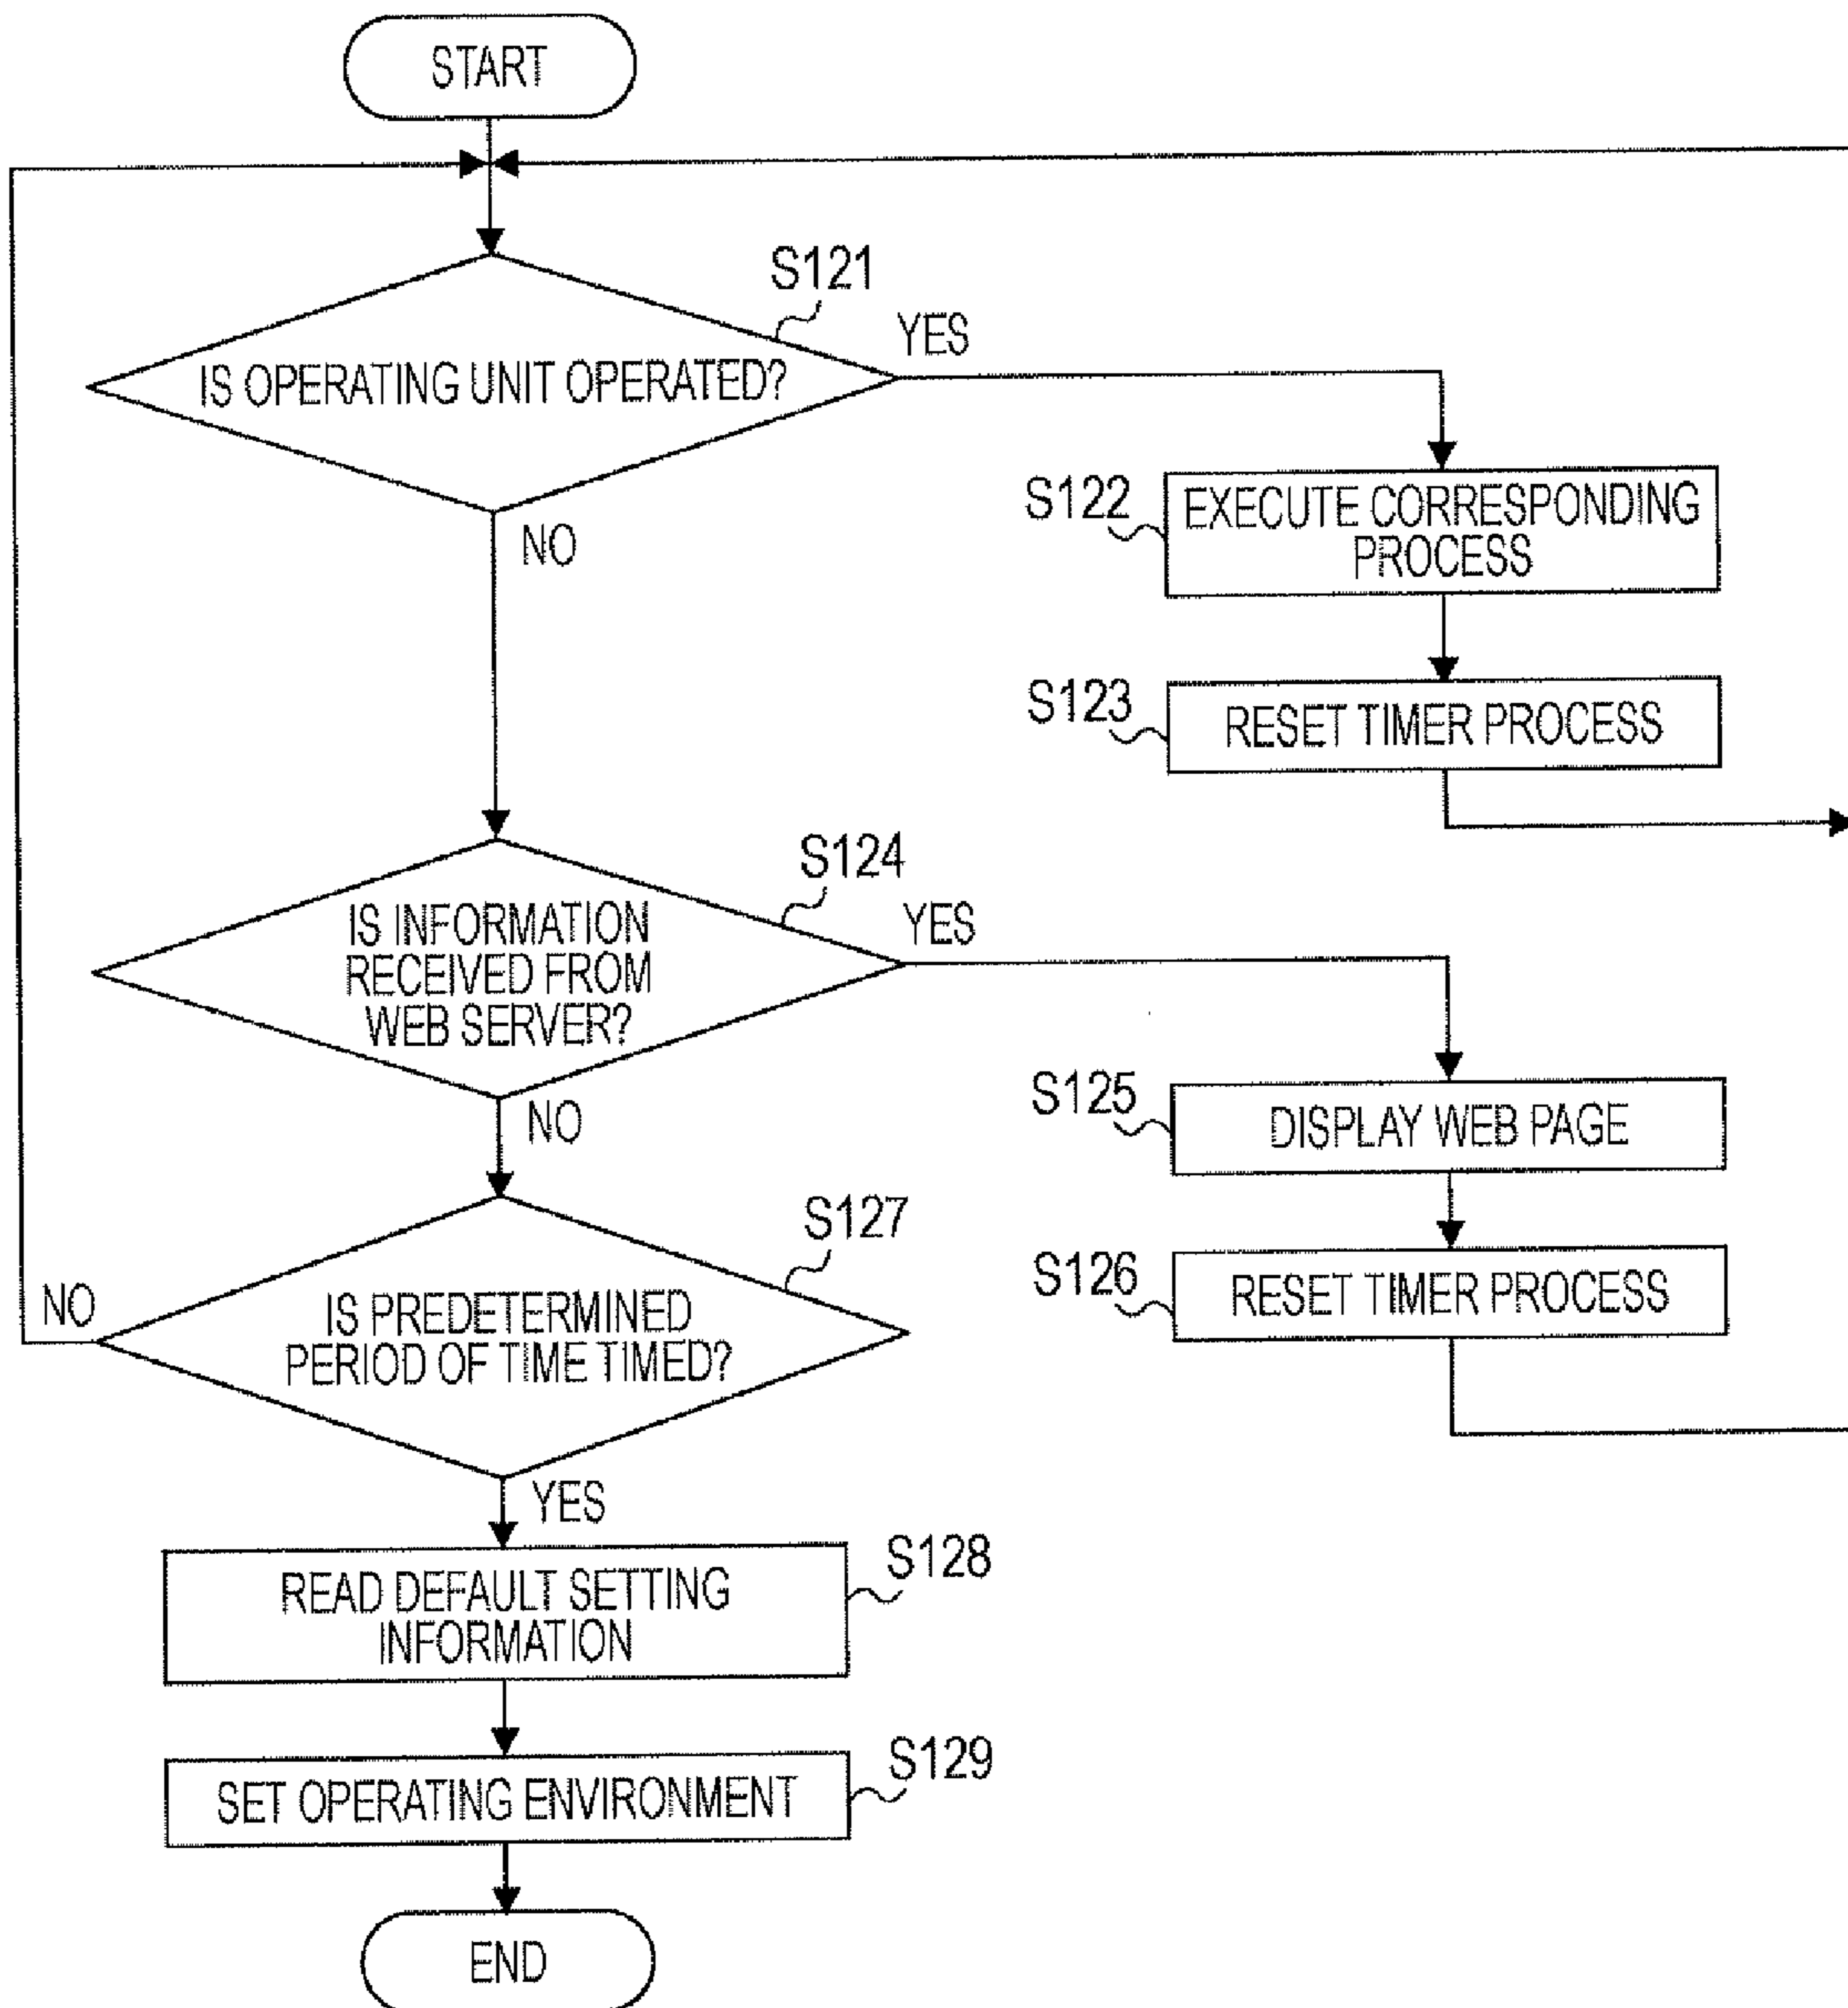 START
S121
IS OPERATING UNIT OPERATED?
YES
NO
S122
EXECUTE CORRESPONDING
PROCESS
S123
RESET TIMER PROCESS
S124
IS INFORMATION
RECEIVED FROM
WEB SERVER?
YES
NO
S125
DISPLAY WEB PAGE
S126
RESET TIMER PROCESS
S127
IS PREDETERMINED
PERIOD OF TIME TIMED?
NO
YES
S128
READ DEFAULT SETTING
INFORMATION
S129
SET OPERATING ENVIRONMENT
END